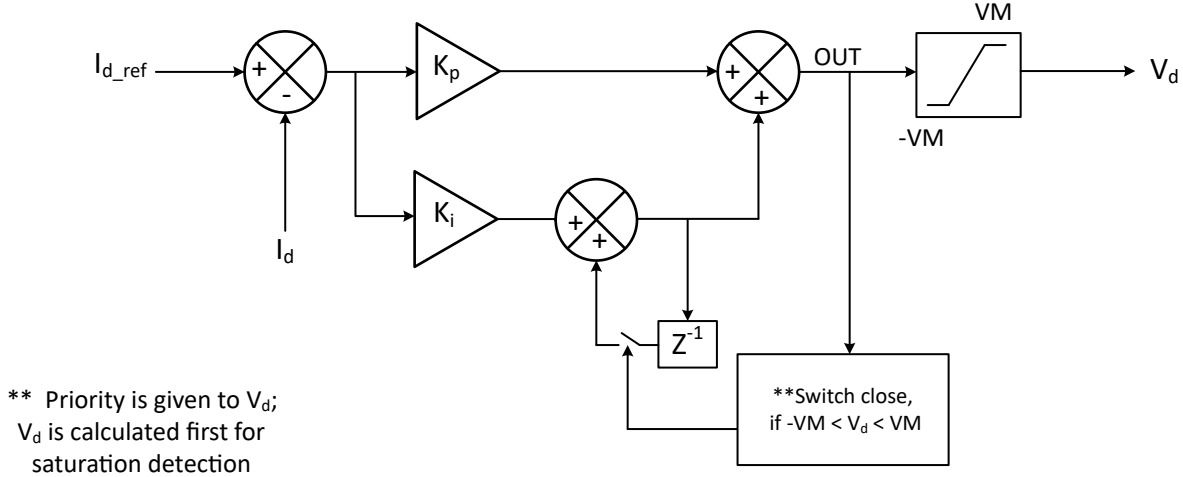 VM
I_d_ref
+
-
K_p
+
+
OUT
V_d
-VM
I_d
K_i
+
+
Z^-1
**Switch close,
if -VM < V_d < VM
** Priority is given to V_d;
V_d is calculated first for
saturation detection